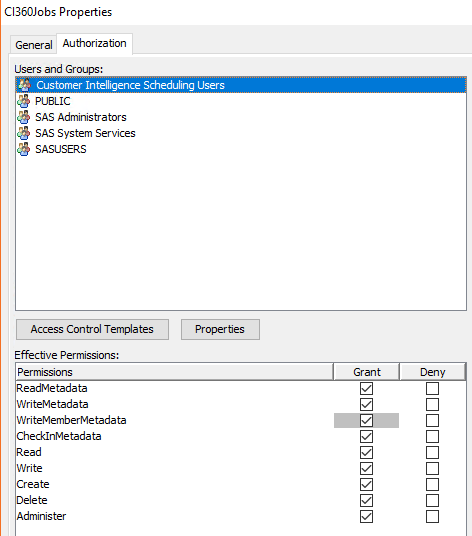 CI360Jobs Properties
General Authorization
Users and Groups:
Customer Intelligence Scheduling Users
PUBLIC
SAS Administrators
SAS System Services
SASUSERS
Access Control Templates Properties
Effective Permissions:
Permissions Grant Deny
ReadMetadata
WriteMetadata
WriteMemberMetadata
CheckInMetadata
Read
Write
Create
Delete
Administer